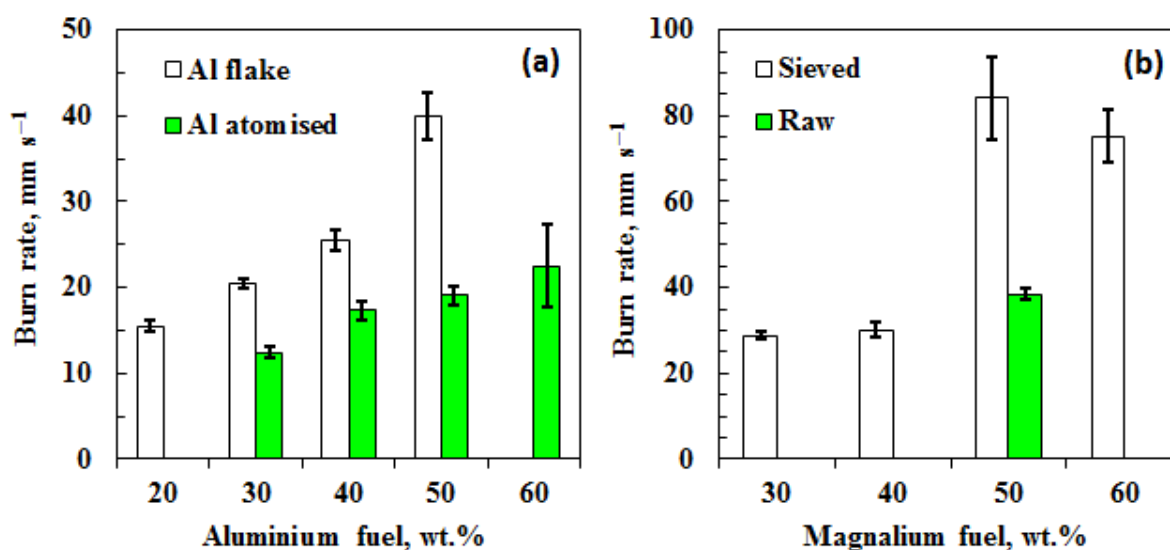 (a)
Al flake
Al atomised
Burn rate, mm s⁻¹
50
40
30
20
10
0
20 30 40 50 60
Aluminium fuel, wt.%
(b)
Sieved
Raw
Burn rate, mm s⁻¹
100
80
60
40
20
0
30 40 50 60
Magnalium fuel, wt.%